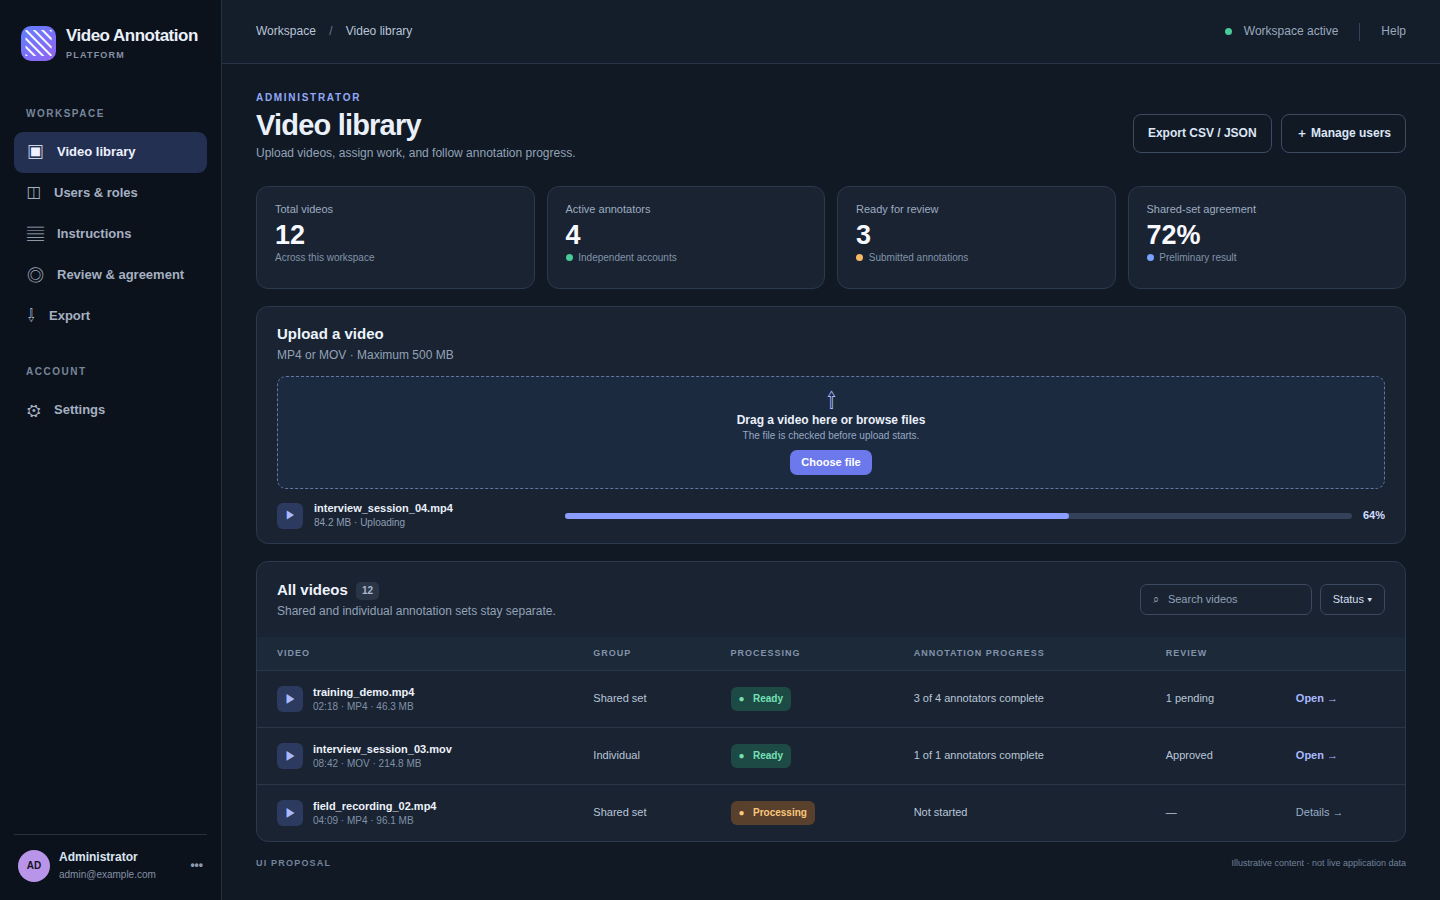 Video Annotation
PLATFORM
WORKSPACE
Video library
Users & roles
Instructions
Review & agreement
Export
ACCOUNT
Settings
AD
Administrator
admin@example.com
•••
Workspace / Video library
Workspace active
Help
ADMINISTRATOR
Video library
Upload videos, assign work, and follow annotation progress.
Export CSV / JSON
+ Manage users
Total videos
12
Across this workspace
Active annotators
4
Independent accounts
Ready for review
3
Submitted annotations
Shared-set agreement
72%
Preliminary result
Upload a video
MP4 or MOV · Maximum 500 MB
Drag a video here or browse files
The file is checked before upload starts.
Choose file
interview_session_04.mp4
84.2 MB · Uploading
64%
All videos 12
Shared and individual annotation sets stay separate.
Search videos
Status ▾
VIDEO GROUP PROCESSING ANNOTATION PROGRESS REVIEW
training_demo.mp4
02:18 · MP4 · 46.3 MB
Shared set
Ready
3 of 4 annotators complete
1 pending
Open →
interview_session_03.mov
08:42 · MOV · 214.8 MB
Individual
Ready
1 of 1 annotators complete
Approved
Open →
field_recording_02.mp4
04:09 · MP4 · 96.1 MB
Shared set
Processing
Not started
—
Details →
UI PROPOSAL
Illustrative content · not live application data